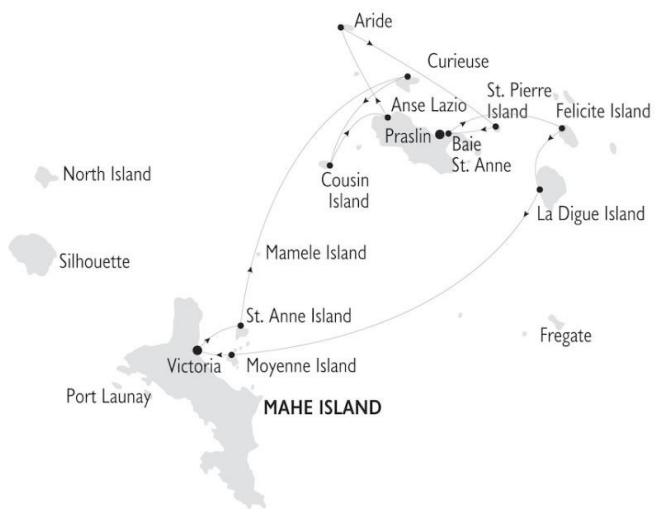 Aride
Curieuse
St. Pierre
Island
Felicite Island
Anse Lazio
Praslin
Baie
St. Anne
Cousin
Island
North Island
La Digue Island
Silhouette
Mamele Island
St. Anne Island
Fregate
Victoria
Moyenne Island
Port Launay
MAHE ISLAND